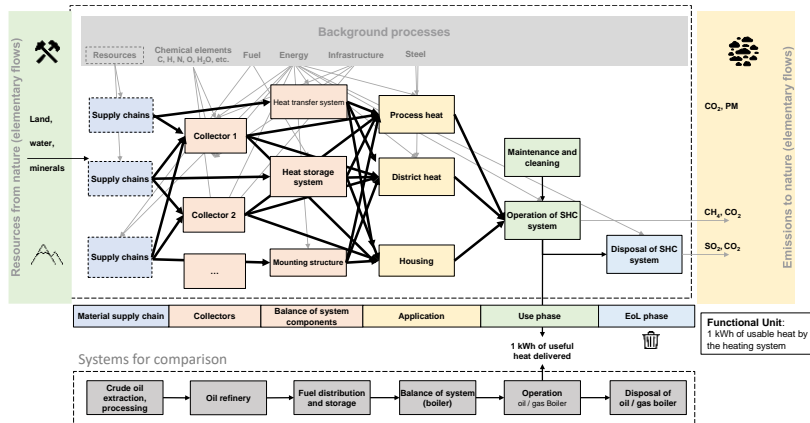 Background processes
Resources
Chemical elements
C, H, N, O, H₂O, etc.
Fuel
Energy
Infrastructure
Steel
Resources from nature (elementary flows)
Land,
water,
minerals
Supply chains
Supply chains
Supply chains
Collector 1
Collector 2
...
Heat transfer system
Heat storage
system
Mounting structure
Process heat
District heat
Housing
Maintenance and
cleaning
Operation of SHC
system
Disposal of SHC
system
CO₂, PM
CH₄, CO₂
SO₂, CO₂
Emissions to nature (elementary flows)
Material supply chain
Collectors
Balance of system
components
Application
Use phase
EoL phase
Functional Unit:
1 kWh of usable heat by
the heating system
1 kWh of useful
heat delivered
Systems for comparison
Crude oil
extraction,
processing
Oil refinery
Fuel distribution
and storage
Balance of system
(boiler)
Operation
oil / gas Boiler
Disposal of
oil / gas boiler